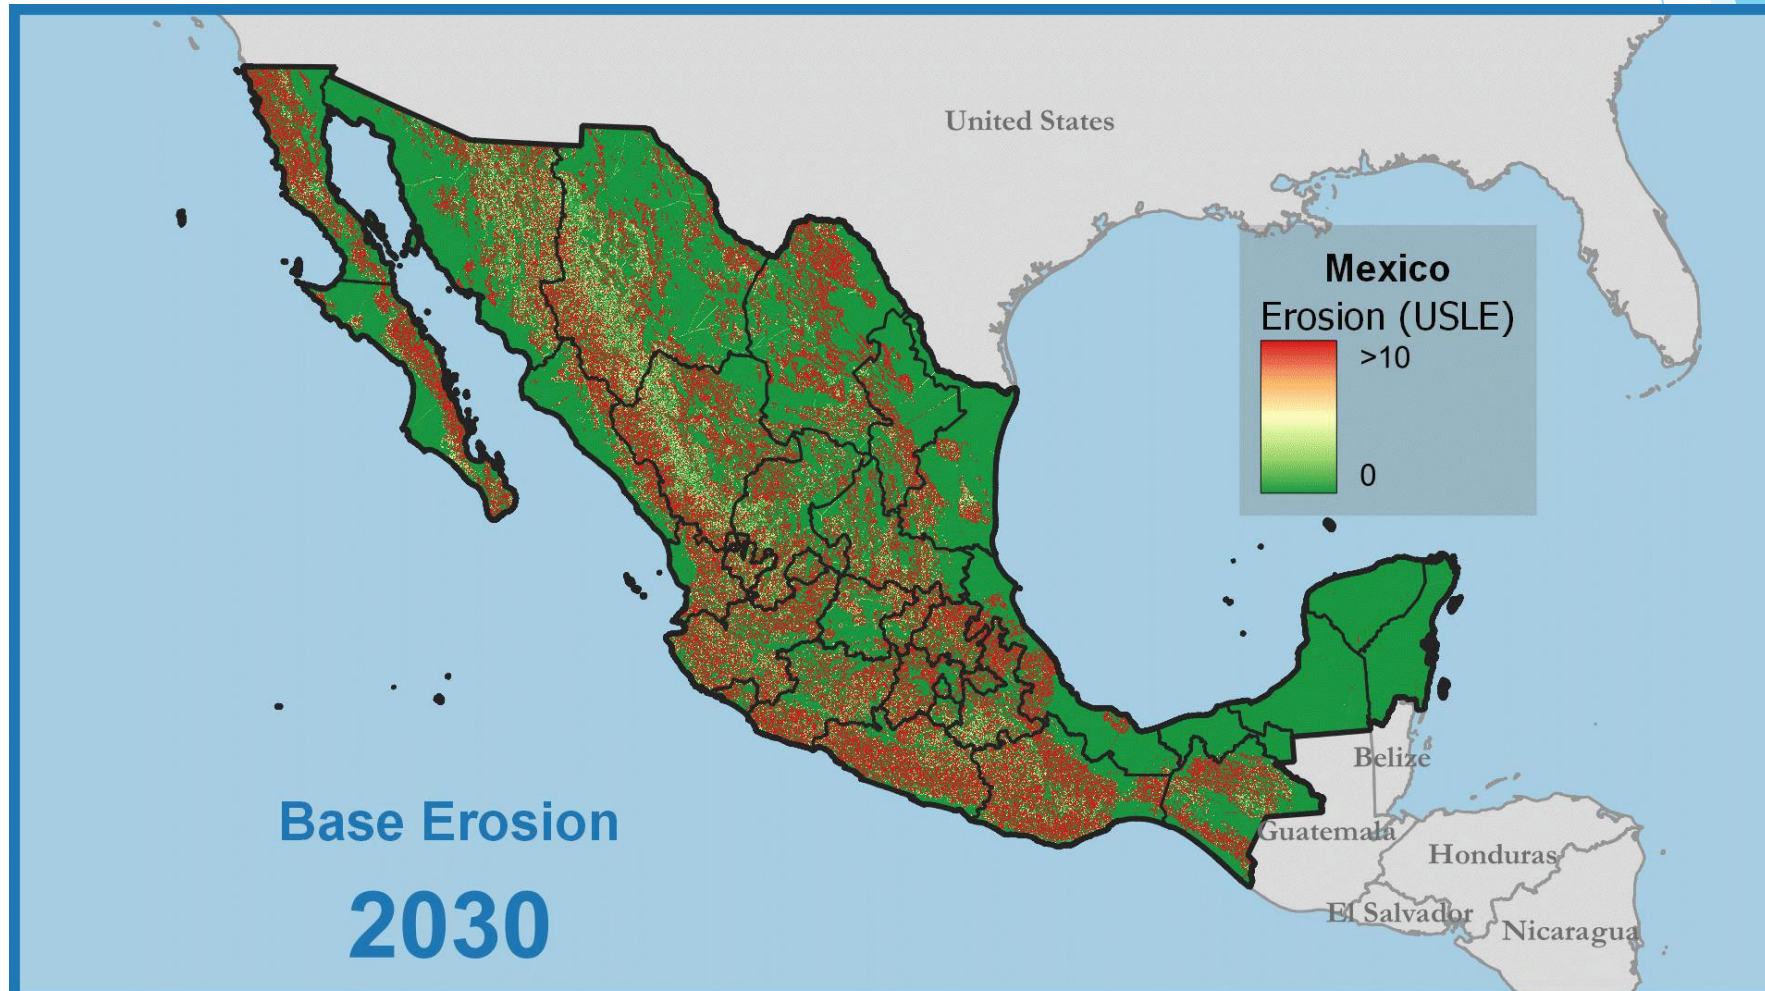 United States
Mexico
Erosion (USLE)
>10
0
Belize
Guatemala
Honduras
El Salvador
Nicaragua
Base Erosion
2030